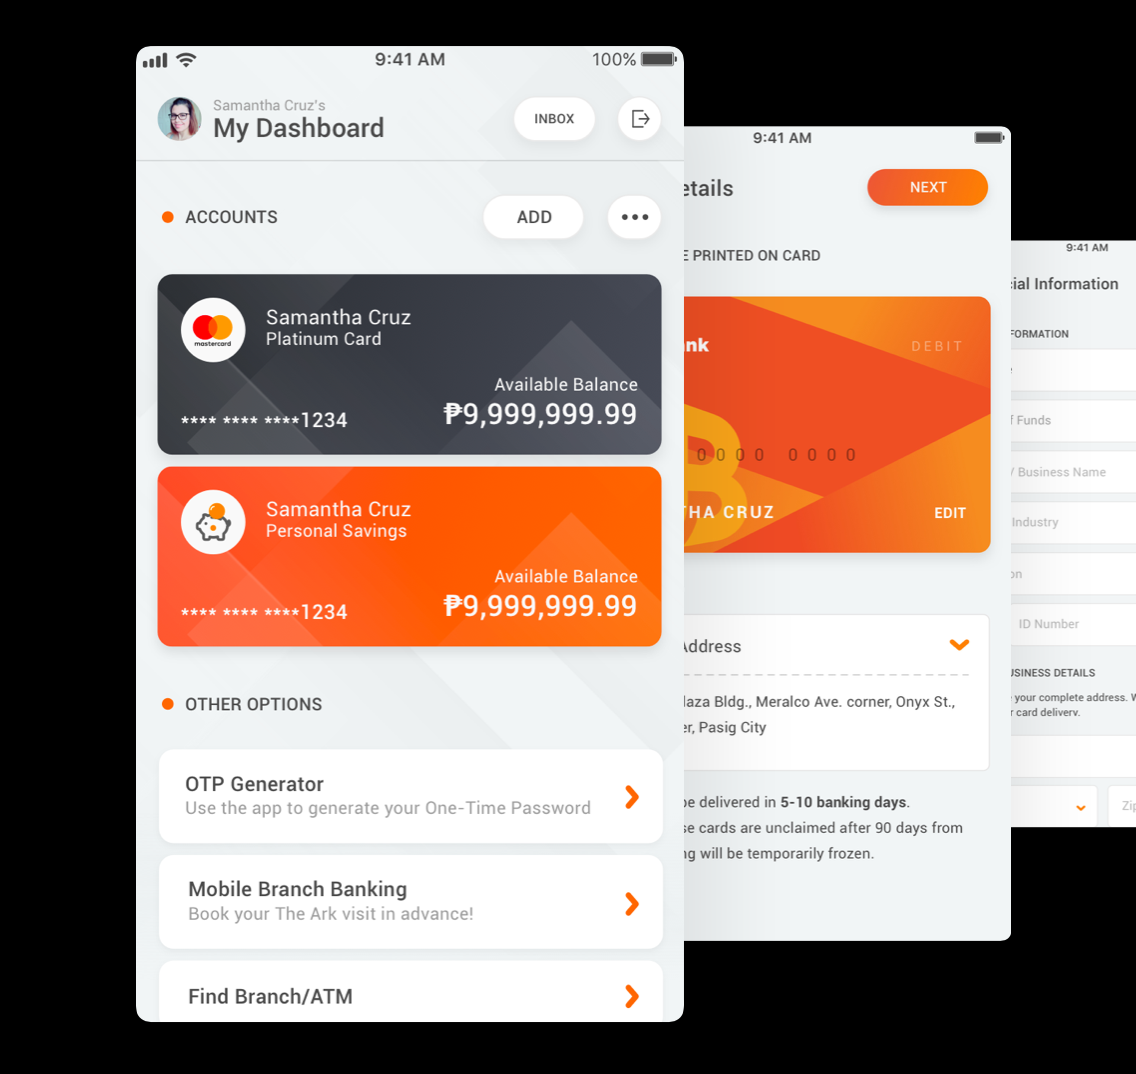 9:41 AM
100%
Samantha Cruz's
My Dashboard
INBOX
ACCOUNTS
ADD
mastercard
Samantha Cruz
Platinum Card
Available Balance
**** **** ****1234
₱9,999,999.99
Samantha Cruz
Personal Savings
Available Balance
**** **** ****1234
₱9,999,999.99
OTHER OPTIONS
OTP Generator
Use the app to generate your One-Time Password
Mobile Branch Banking
Book your The Ark visit in advance!
Find Branch/ATM
9:41 AM
etails
NEXT
E PRINTED ON CARD
ank
DEBIT
0000 0000
THA CRUZ
EDIT
Address
laza Bldg., Meralco Ave. corner, Onyx St.,
er, Pasig City
be delivered in 5-10 banking days.
se cards are unclaimed after 90 days from
ng will be temporarily frozen.
9:41 AM
cial Information
FORMATION
f Funds
/ Business Name
Industry
on
ID Number
USINESS DETAILS
your complete address. W
r card delivery.
Zip